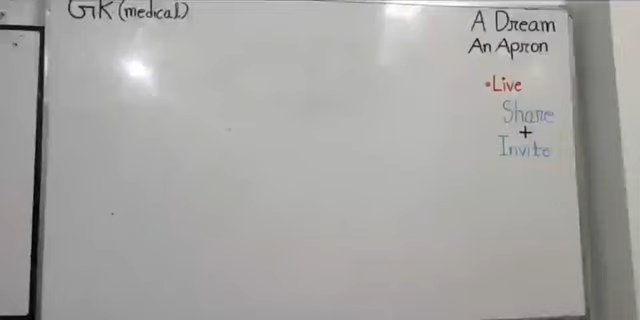 GK (medical)
A Dream
An Apron
•Live
Share
+
Invite